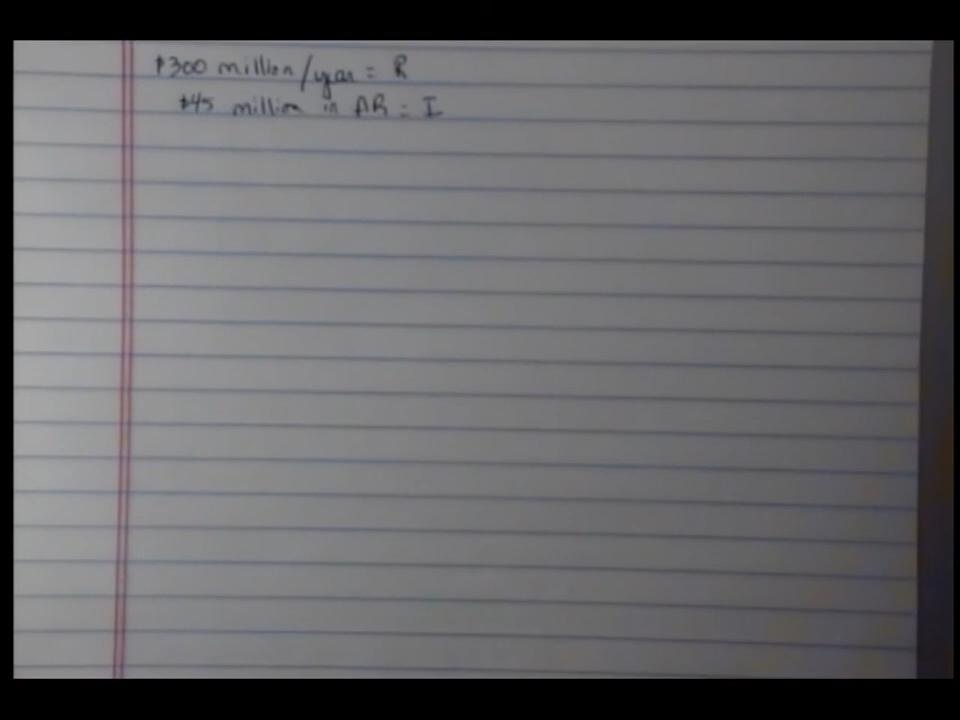 $300 million/year = R
$45 million in AR = I